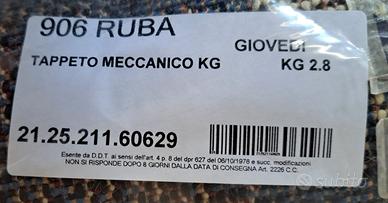 906 RUBA
GIOVEDI
TAPPETO MECCANICO KG
KG 2.8
21.25.211.60629
Esente da D.D.T. ai sensi dell'art. 4 p. 8 del dpr 627 del 06/10/1978 e succ. modificazioni
NON SI RISPONDE DOPO 8 GIORNI DALLA DATA DI CONSEGNA Art. 2226 C.C.
subito